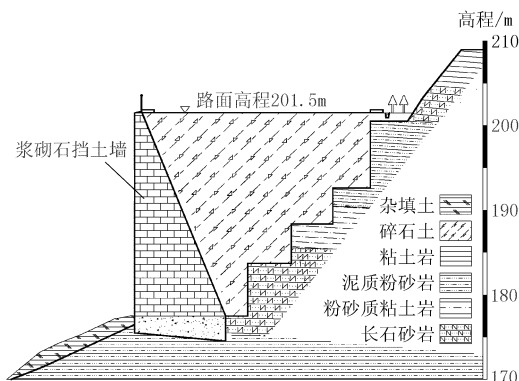 高程/m
210
路面高程201.5m
200
浆砌石挡土墙
杂填土
190
碎石土
粘土岩
泥质粉砂岩
180
粉砂质粘土岩
长石砂岩
170